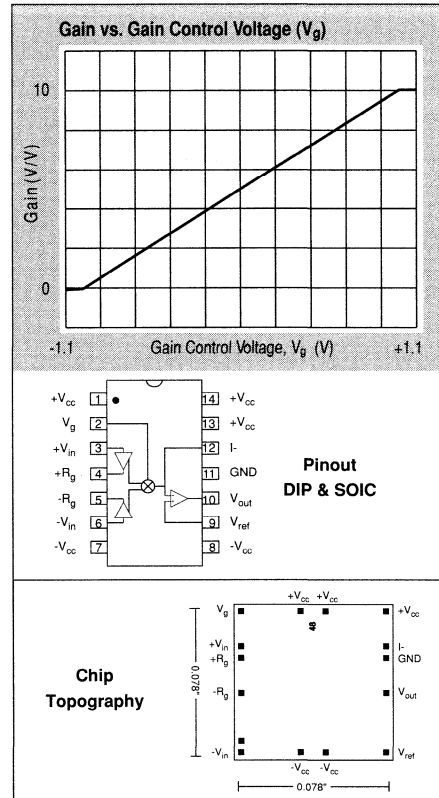 Gain vs. Gain Control Voltage (Vg)
10
Gain (V/V)
0
-1.1 Gain Control Voltage, Vg (V) +1.1
+Vcc 1 14 +Vcc
Vg 2 13 +Vcc
+Vin 3 12 I-
+Rg 4 11 GND
-Rg 5 10 Vout
-Vin 6 9 Vref
-Vcc 7 8 -Vcc
Pinout
DIP & SOIC
Chip
Topography
+Vcc +Vcc
Vg +Vcc
48
+Vin I-
+Rg GND
0.078"
-Rg Vout
-Vin Vref
-Vcc -Vcc
0.078"